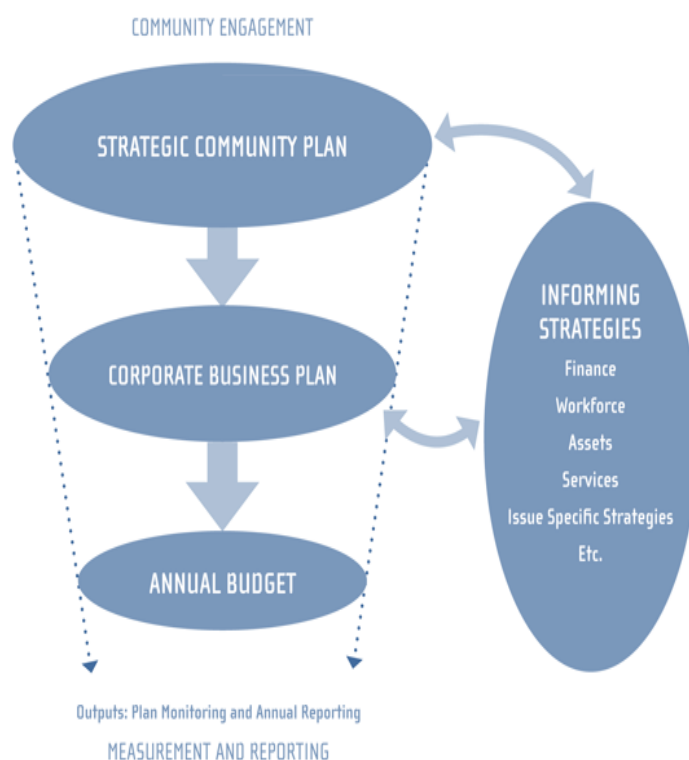 COMMUNITY ENGAGEMENT
STRATEGIC COMMUNITY PLAN
CORPORATE BUSINESS PLAN
ANNUAL BUDGET
INFORMING
STRATEGIES
Finance
Workforce
Assets
Services
Issue Specific Strategies
Etc.
Outputs: Plan Monitoring and Annual Reporting
MEASUREMENT AND REPORTING